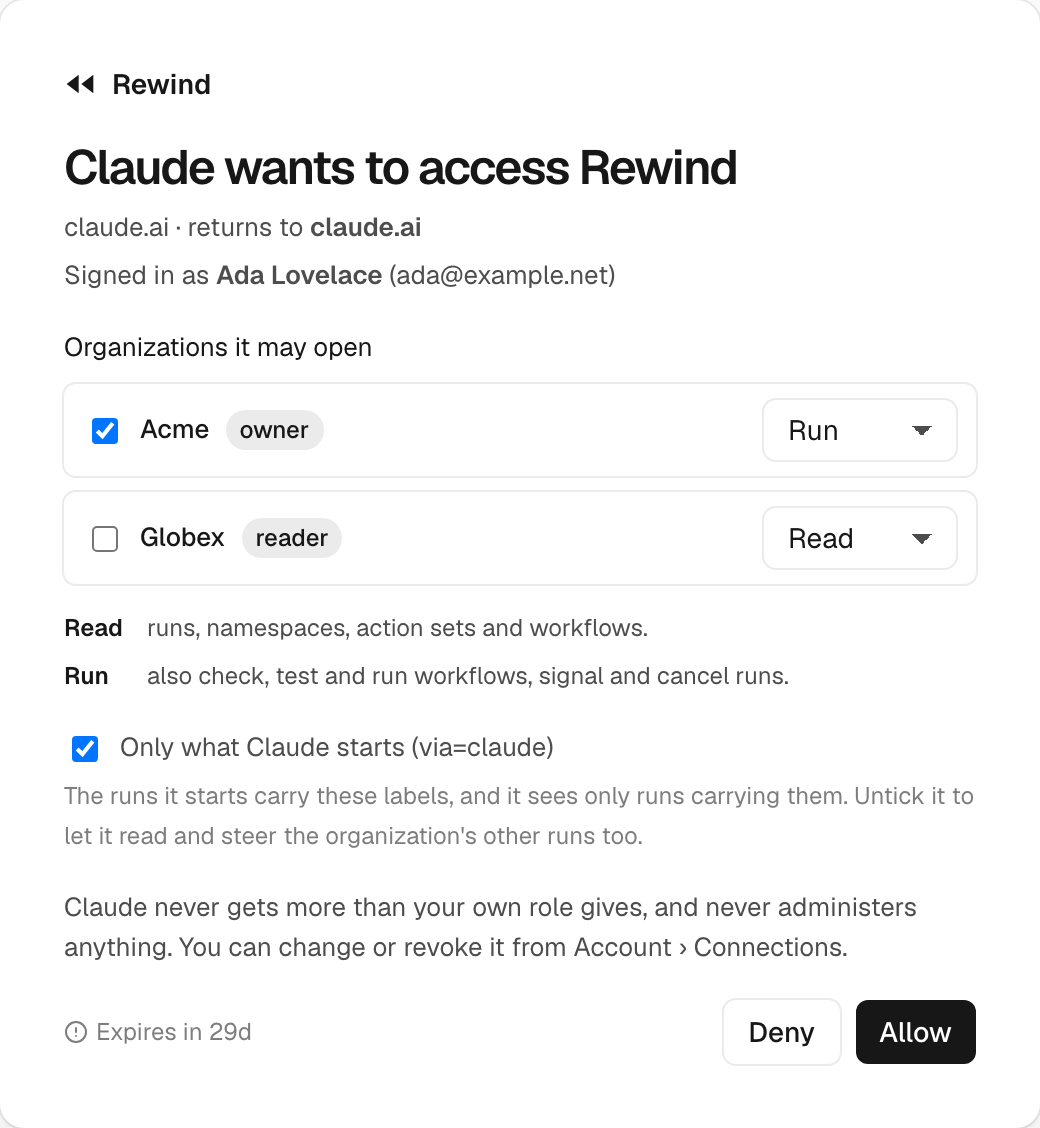 Rewind
Claude wants to access Rewind
claude.ai · returns to claude.ai
Signed in as Ada Lovelace (ada@example.net)
Organizations it may open
Acme owner Run
Globex reader Read
Read runs, namespaces, action sets and workflows.
Run also check, test and run workflows, signal and cancel runs.
Only what Claude starts (via=claude)
The runs it starts carry these labels, and it sees only runs carrying them. Untick it to
let it read and steer the organization's other runs too.
Claude never gets more than your own role gives, and never administers
anything. You can change or revoke it from Account › Connections.
Expires in 29d Deny Allow